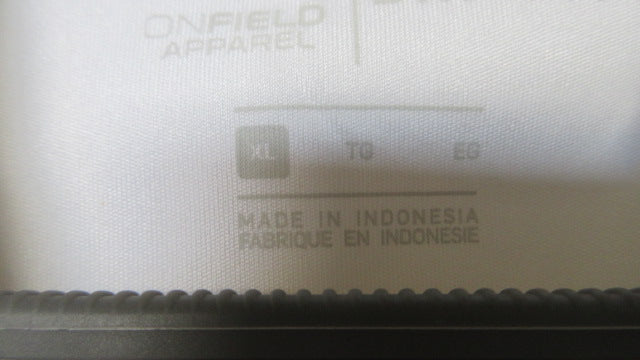 ONFIELD
APPAREL
XL TG EG
MADE IN INDONESIA
FABRIQUE EN INDONESIE